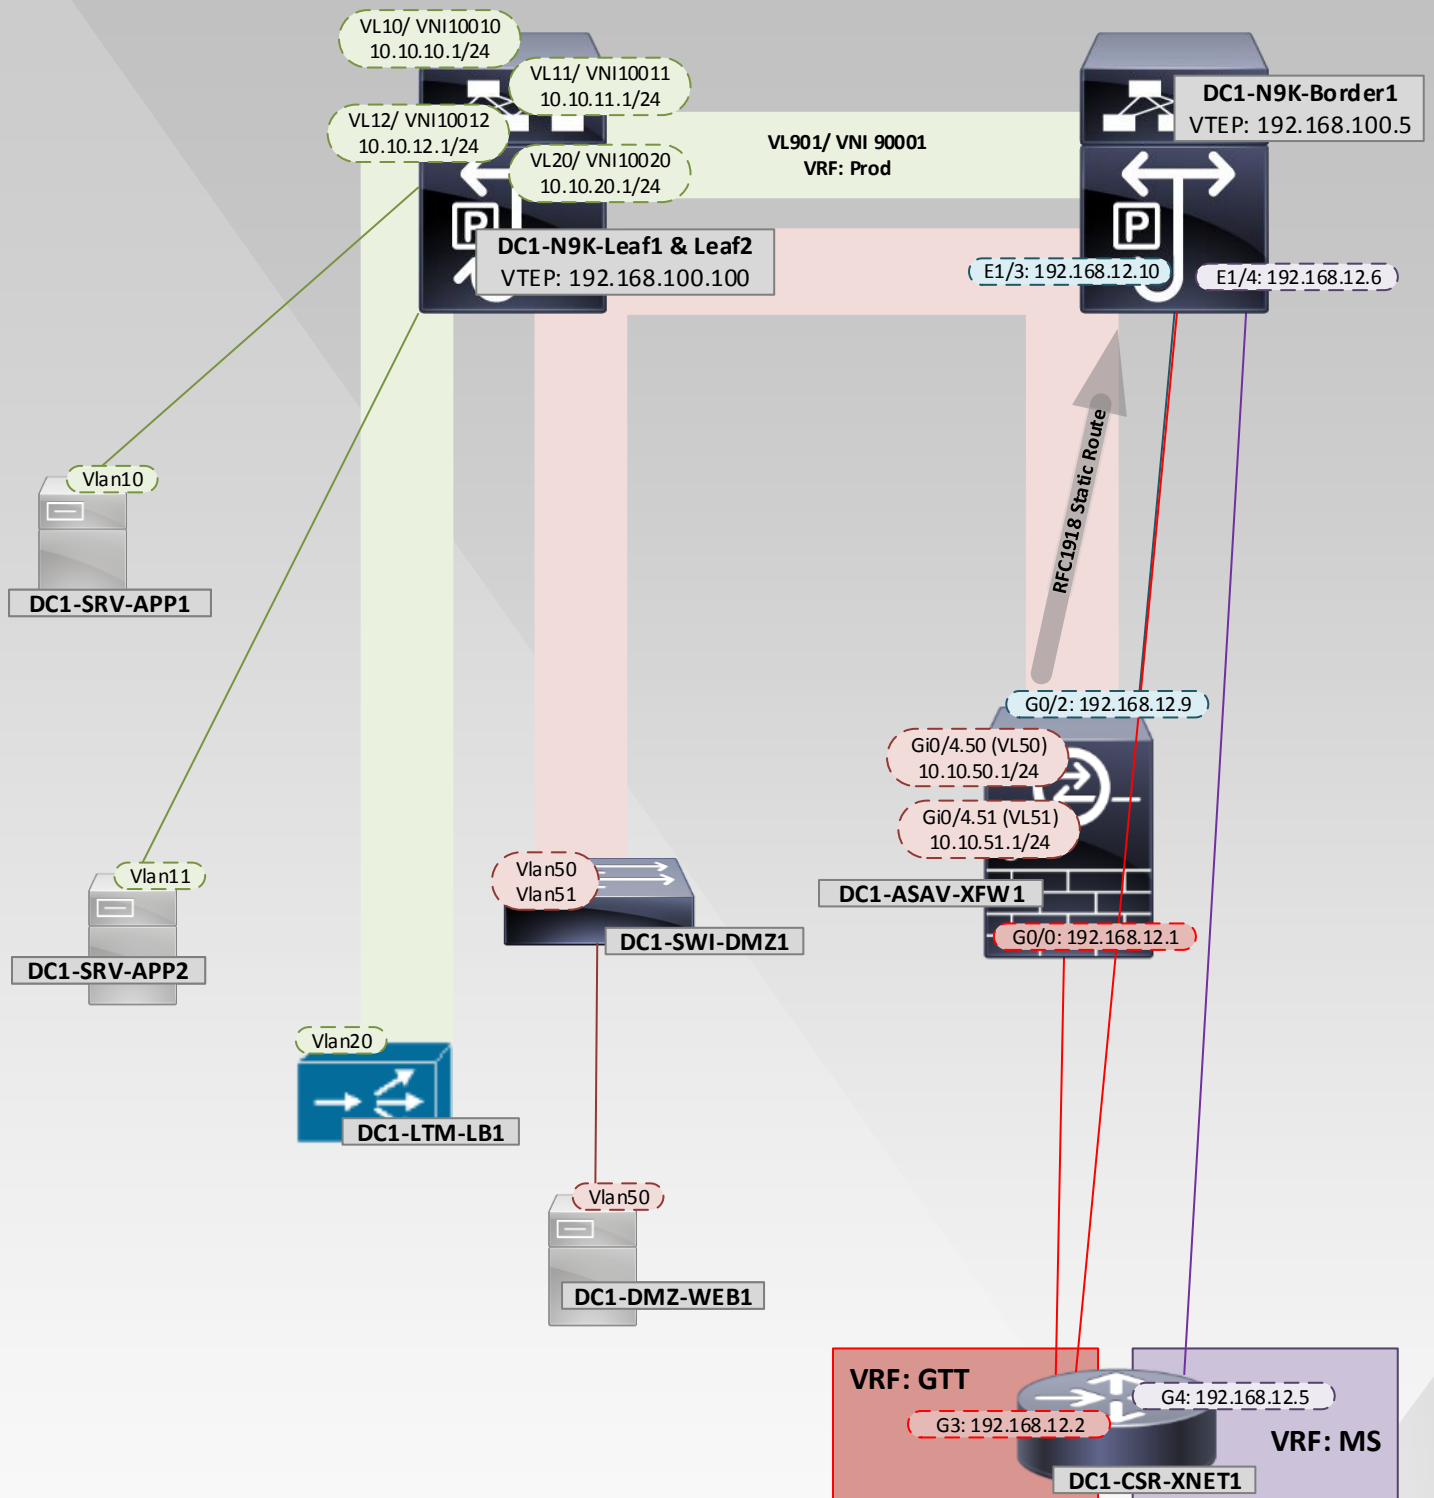 VL10/ VNI10010
10.10.10.1/24
VL11/ VNI10011
10.10.11.1/24
VL12/ VNI10012
10.10.12.1/24
VL20/ VNI10020
10.10.20.1/24
DC1-N9K-Leaf1 & Leaf2
VTEP: 192.168.100.100
VL901/ VNI 90001
VRF: Prod
DC1-N9K-Border1
VTEP: 192.168.100.5
E1/3: 192.168.12.10
E1/4: 192.168.12.6
RFC1918 Static Route
Vlan10
DC1-SRV-APP1
G0/2: 192.168.12.9
Gi0/4.50 (VL50)
10.10.50.1/24
Gi0/4.51 (VL51)
10.10.51.1/24
DC1-ASAV-XFW1
G0/0: 192.168.12.1
Vlan11
DC1-SRV-APP2
Vlan50
Vlan51
DC1-SWI-DMZ1
Vlan20
DC1-LTM-LB1
Vlan50
DC1-DMZ-WEB1
VRF: GTT
G3: 192.168.12.2
G4: 192.168.12.5
VRF: MS
DC1-CSR-XNET1